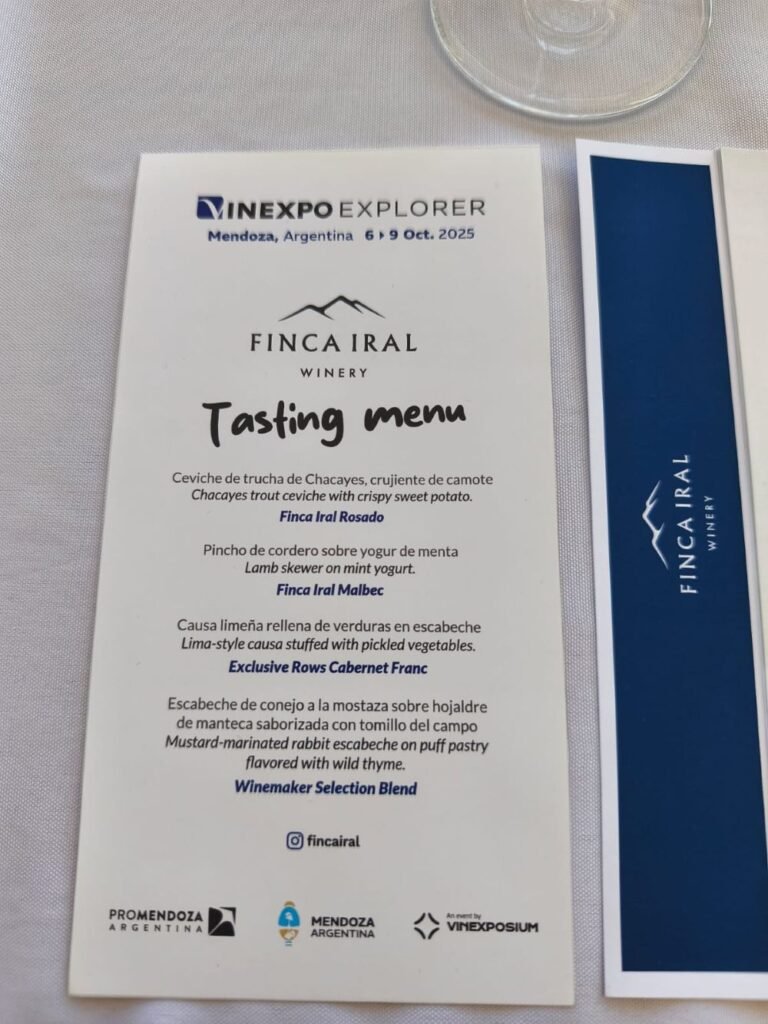 VINEXPO EXPLORER
Mendoza, Argentina 6 ▸ 9 Oct. 2025
FINCA IRAL
WINERY
Tasting menu
Ceviche de trucha de Chacayes, crujiente de camote
Chacayes trout ceviche with crispy sweet potato.
Finca Iral Rosado
Pincho de cordero sobre yogur de menta
Lamb skewer on mint yogurt.
Finca Iral Malbec
Causa limeña rellena de verduras en escabeche
Lima-style causa stuffed with pickled vegetables.
Exclusive Rows Cabernet Franc
Escabeche de conejo a la mostaza sobre hojaldre
de manteca saborizada con tomillo del campo
Mustard-marinated rabbit escabeche on puff pastry
flavored with wild thyme.
Winemaker Selection Blend
fincairal
PROMENDOZA
ARGENTINA
MENDOZA
ARGENTINA
An event by
VINEXPOSIUM
FINCA IRAL
WINERY